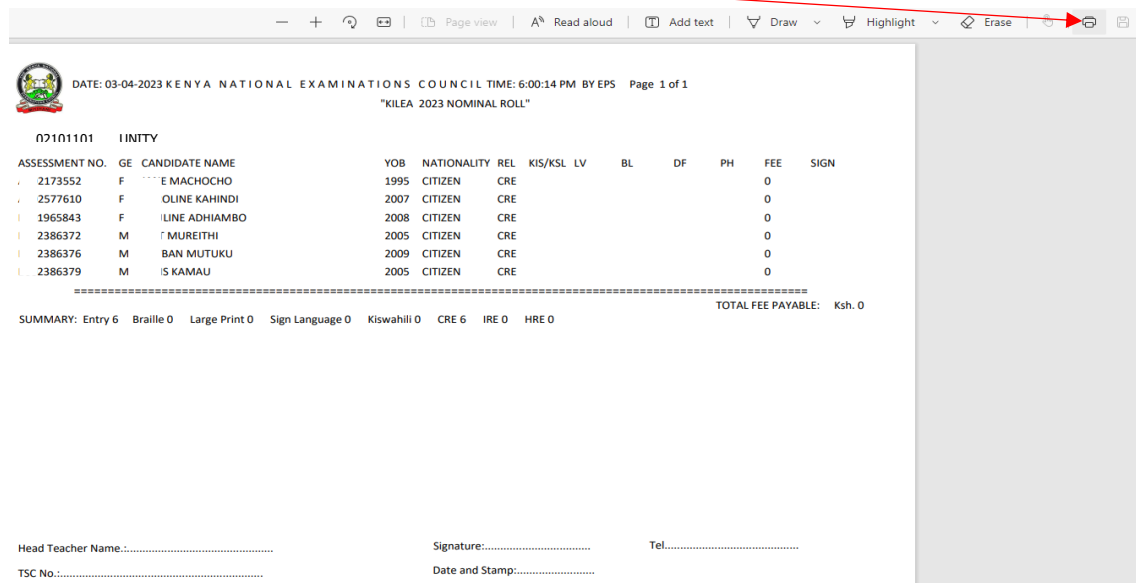 Page view Read aloud Add text Draw Highlight Erase
DATE: 03-04-2023 K E N Y A N A T I O N A L E X A M I N A T I O N S C O U N C I L TIME: 6:00:14 PM BY EPS Page 1 of 1
"KILEA 2023 NOMINAL ROLL"
02101101 UNITY
ASSESSMENT NO. GE CANDIDATE NAME YOB NATIONALITY REL KIS/KSL LV BL DF PH FEE SIGN
2173552 F E MACHOCHO 1995 CITIZEN CRE 0
2577610 F OLINE KAHINDI 2007 CITIZEN CRE 0
1965843 F LINE ADHIAMBO 2008 CITIZEN CRE 0
2386372 M MUREITHI 2005 CITIZEN CRE 0
2386376 M BAN MUTUKU 2009 CITIZEN CRE 0
2386379 M IS KAMAU 2005 CITIZEN CRE 0
TOTAL FEE PAYABLE: Ksh. 0
SUMMARY: Entry 6 Braille 0 Large Print 0 Sign Language 0 Kiswahili 0 CRE 6 IRE 0 HRE 0
Head Teacher Name.:............................................... Signature:.................................. Tel...........................................
TSC No.:................................................................. Date and Stamp:.........................